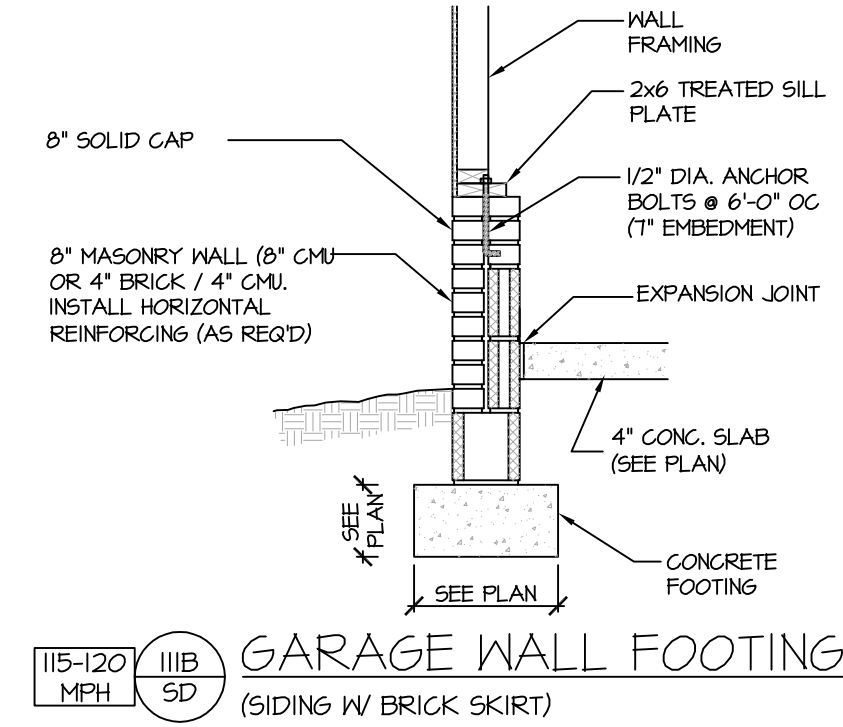 WALL
FRAMING
2x6 TREATED SILL
PLATE
8" SOLID CAP
1/2" DIA. ANCHOR
BOLTS @ 6'-0" OC
(7" EMBEDMENT)
8" MASONRY WALL (8" CMU
OR 4" BRICK / 4" CMU.
INSTALL HORIZONTAL
REINFORCING (AS REQ'D)
EXPANSION JOINT
4" CONC. SLAB
(SEE PLAN)
SEE
PLAN
CONCRETE
FOOTING
SEE PLAN
115-120
MPH
111B
SD
GARAGE WALL FOOTING
(SIDING W/ BRICK SKIRT)